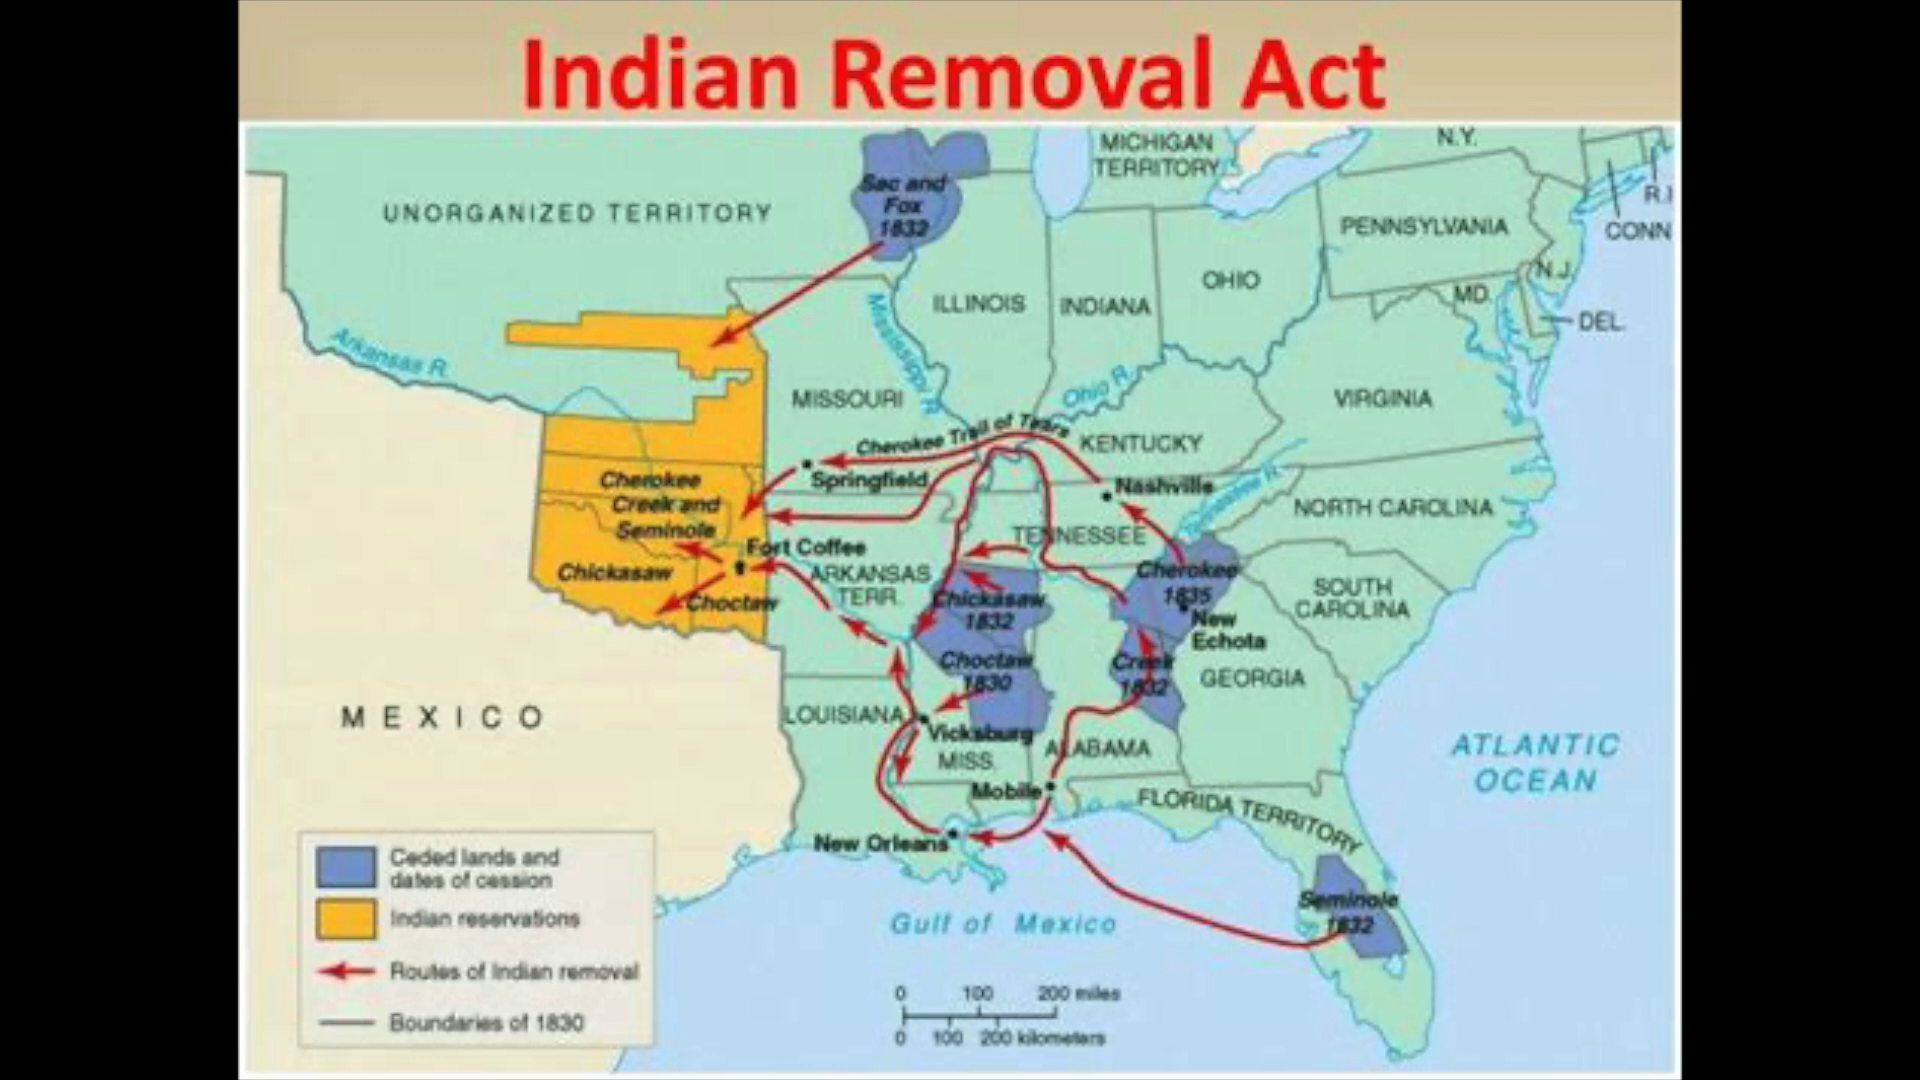 Indian Removal Act
MICHIGAN
TERRITORY
N.Y.
Sac and
Fox
1832
UNORGANIZED TERRITORY
R.I
PENNSYLVANIA
CONN
N.J.
OHIO
MD.
ILLINOIS
INDIANA
DEL.
Mississippi R.
Arkansas R.
Ohio R.
MISSOURI
VIRGINIA
Cherokee Trail of Tears
KENTUCKY
Springfield
Nashville
Tennessee R.
Cherokee
Creek and
Seminole
NORTH CAROLINA
TENNESSEE
Fort Coffee
Chickasaw
ARKANSAS
TERR.
Choctaw
Cherokee
1835
SOUTH
CAROLINA
Chickasaw
1832
New
Echota
Choctaw
1830
Creek
1832
GEORGIA
MEXICO
LOUISIANA
Vicksburg
MISS.
ALABAMA
ATLANTIC
OCEAN
Mobile
FLORIDA TERRITORY
New Orleans
Seminole
1832
Gulf of Mexico
Ceded lands and
dates of cession
Indian reservations
Routes of Indian removal
Boundaries of 1830
0 100 200 miles
0 100 200 kilometers